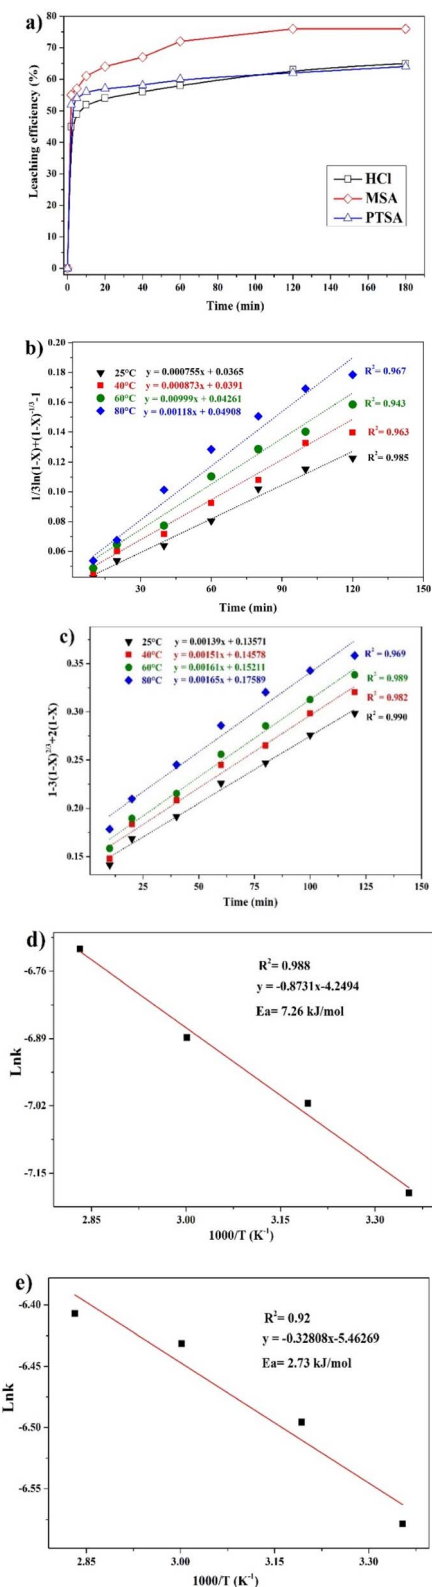 a)
Leaching efficiency (%)
80
70
60
50
40
30
20
10
0
HCl
MSA
PTSA
0 20 40 60 80 100 120 140 160 180
Time (min)
b)
1/3ln(1-X)+(1-X)^-1/3-1
0.20
0.18
0.16
0.14
0.12
0.10
0.08
0.06
25°C y = 0.000755x + 0.0365
40°C y = 0.000873x + 0.0391
60°C y = 0.00999x + 0.04261
80°C y = 0.00118x + 0.04908
R²= 0.967
R²= 0.943
R²= 0.963
R²= 0.985
30 60 90 120 150
Time (min)
c)
1-3(1-X)^2/3+2(1-X)
0.35
0.30
0.25
0.20
0.15
25°C y= 0.00139x + 0.13571
40°C y= 0.00151x + 0.14578
60°C y= 0.00161x + 0.15211
80°C y= 0.00165x + 0.17589
R²= 0.969
R²= 0.989
R²= 0.982
R²= 0.990
25 50 75 100 125 150
Time (min)
d)
Lnk
-6.76
-6.89
-7.02
-7.15
R²= 0.988
y = -0.8731x-4.2494
Ea= 7.26 kJ/mol
2.85 3.00 3.15 3.30
1000/T (K⁻¹)
e)
Lnk
-6.40
-6.45
-6.50
-6.55
R²= 0.92
y = -0.32808x-5.46269
Ea= 2.73 kJ/mol
2.85 3.00 3.15 3.30
1000/T (K⁻¹)